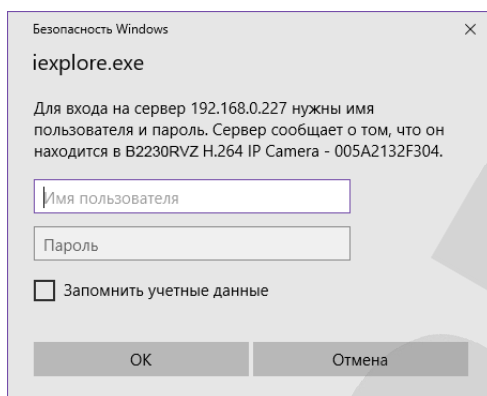 Безопасность Windows
iexplore.exe
Для входа на сервер 192.168.0.227 нужны имя
пользователя и пароль. Сервер сообщает о том, что он
находится в B2230RVZ H.264 IP Camera - 005A2132F304.
Имя пользователя
Пароль
Запомнить учетные данные
ОК
Отмена